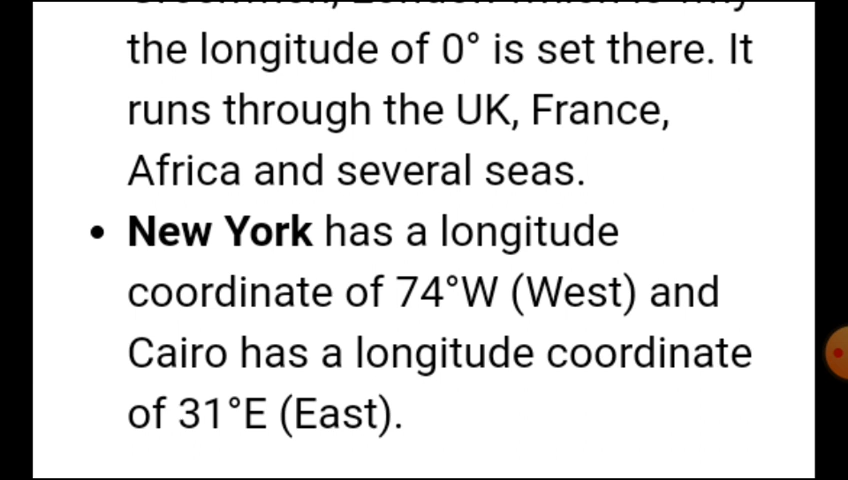 the longitude of 0° is set there. It
runs through the UK, France,
Africa and several seas.
• New York has a longitude
coordinate of 74°W (West) and
Cairo has a longitude coordinate
of 31°E (East).